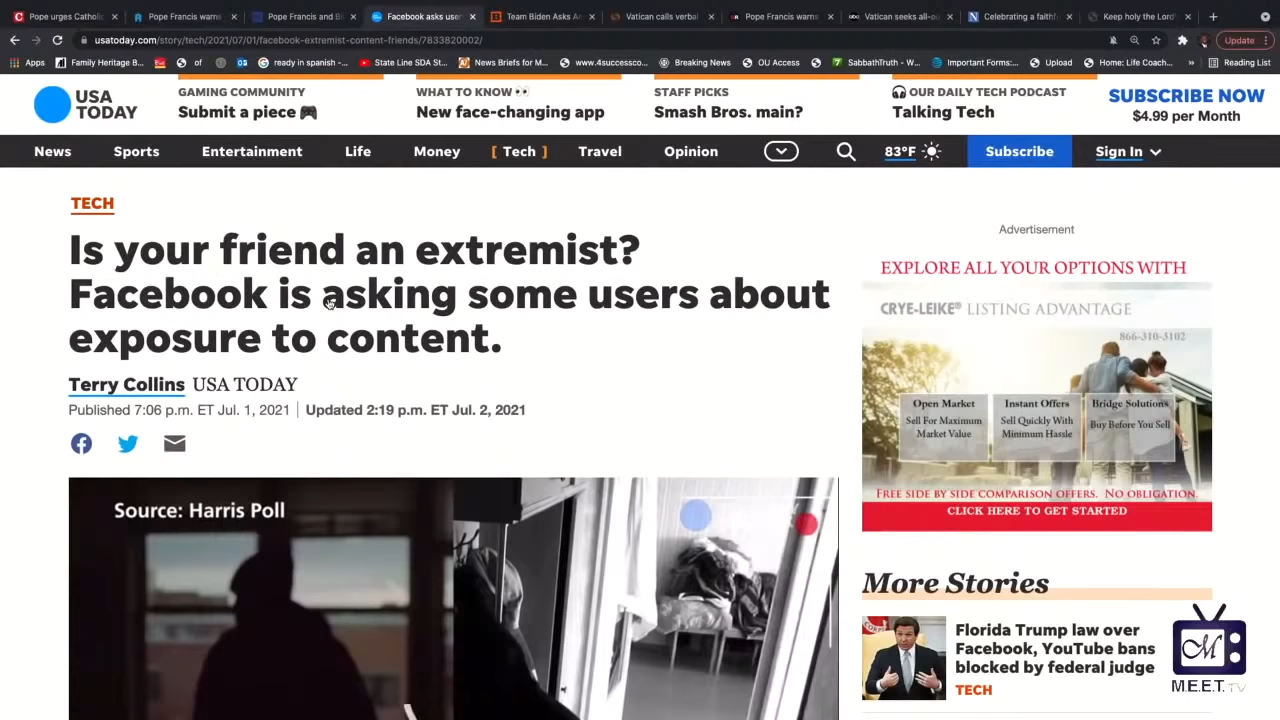 Pope urges Catholic
Pope Francis warns
Pope Francis and B
Facebook asks user
Team Biden Asks A
Vatican calls verbal
Pope Francis warns
Vatican seeks all-ou
Celebrating a faithf
Keep holy the Lord'
usatoday.com/story/tech/2021/07/01/facebook-extremist-content-friends/7833820002/
Update
Apps
Family Heritage B...
of
ready in spanish -...
State Line SDA St...
News Briefs for M...
www.4successco...
Breaking News
OU Access
SabbathTruth - W...
Important Forms:...
Upload
Home: Life Coach...
»
Reading List
USA
TODAY
GAMING COMMUNITY
Submit a piece 🎮
WHAT TO KNOW 👀
New face-changing app
STAFF PICKS
Smash Bros. main?
🎧 OUR DAILY TECH PODCAST
Talking Tech
SUBSCRIBE NOW
$4.99 per Month
News
Sports
Entertainment
Life
Money
[ Tech ]
Travel
Opinion
83°F
Subscribe
Sign In
TECH
Is your friend an extremist?
Facebook is asking some users about
exposure to content.
Terry Collins USA TODAY
Published 7:06 p.m. ET Jul. 1, 2021 | Updated 2:19 p.m. ET Jul. 2, 2021
Source: Harris Poll
Advertisement
EXPLORE ALL YOUR OPTIONS WITH
CRYE-LEIKE® LISTING ADVANTAGE
866-310-3102
Open Market
Sell For Maximum
Market Value
Instant Offers
Sell Quickly With
Minimum Hassle
Bridge Solutions
Buy Before You Sell
FREE SIDE BY SIDE COMPARISON OFFERS. NO OBLIGATION.
CLICK HERE TO GET STARTED
More Stories
Florida Trump law over
Facebook, YouTube bans
blocked by federal judge
TECH
M
M.E.E.T. TV